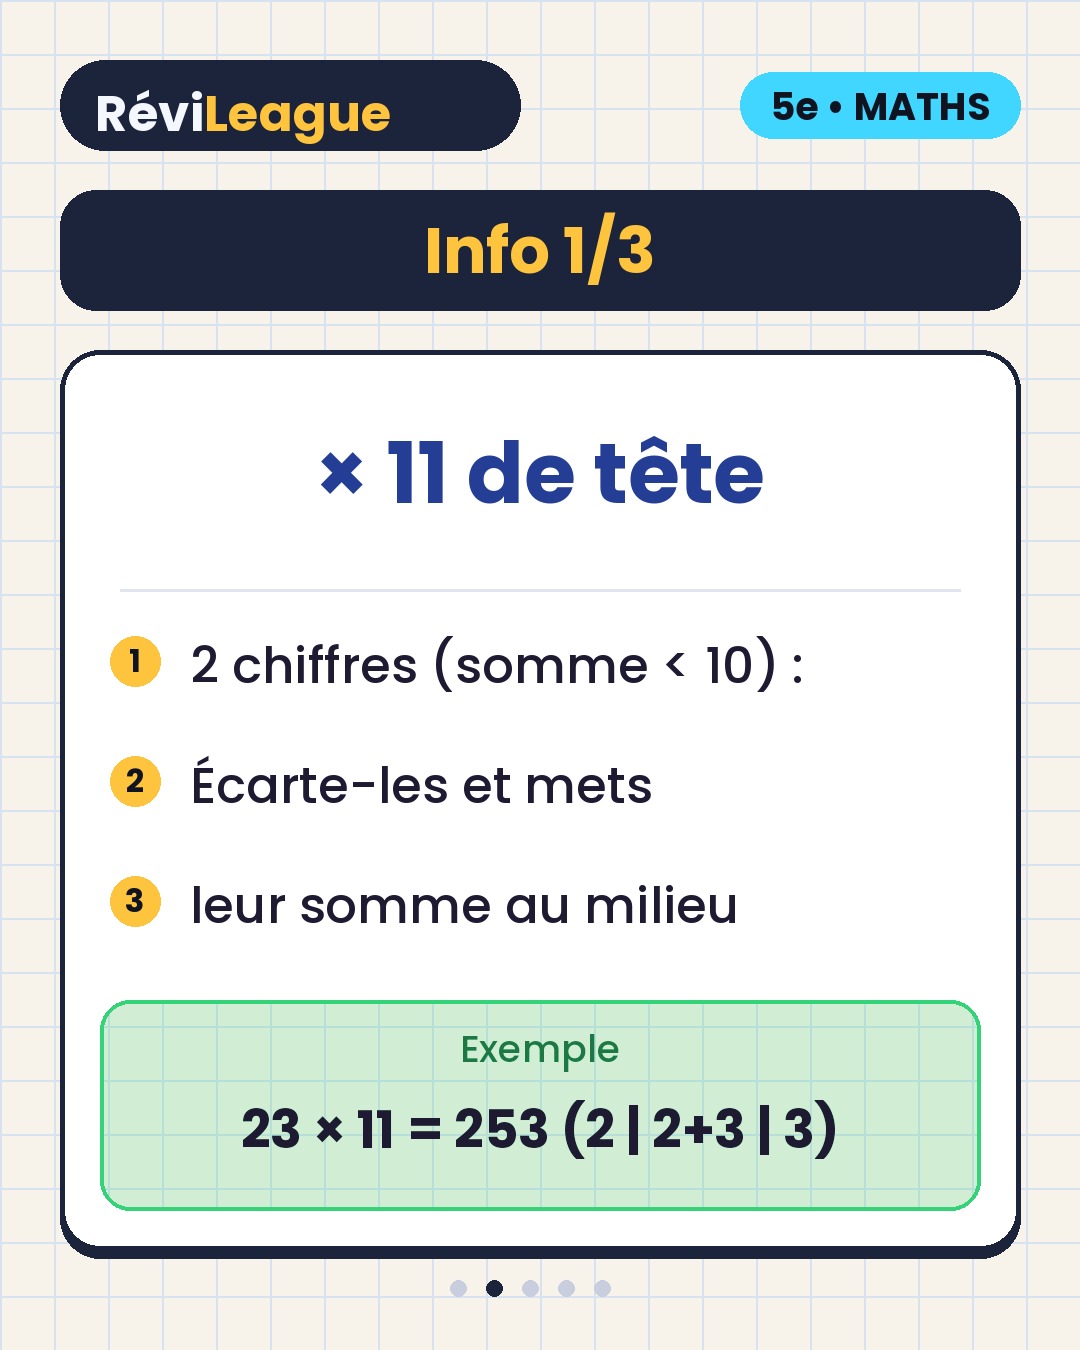 RéviLeague
5e • MATHS
Info 1/3
× 11 de tête
1 2 chiffres (somme < 10) :
2 Écarte-les et mets
3 leur somme au milieu
Exemple
23 × 11 = 253 (2 | 2+3 | 3)